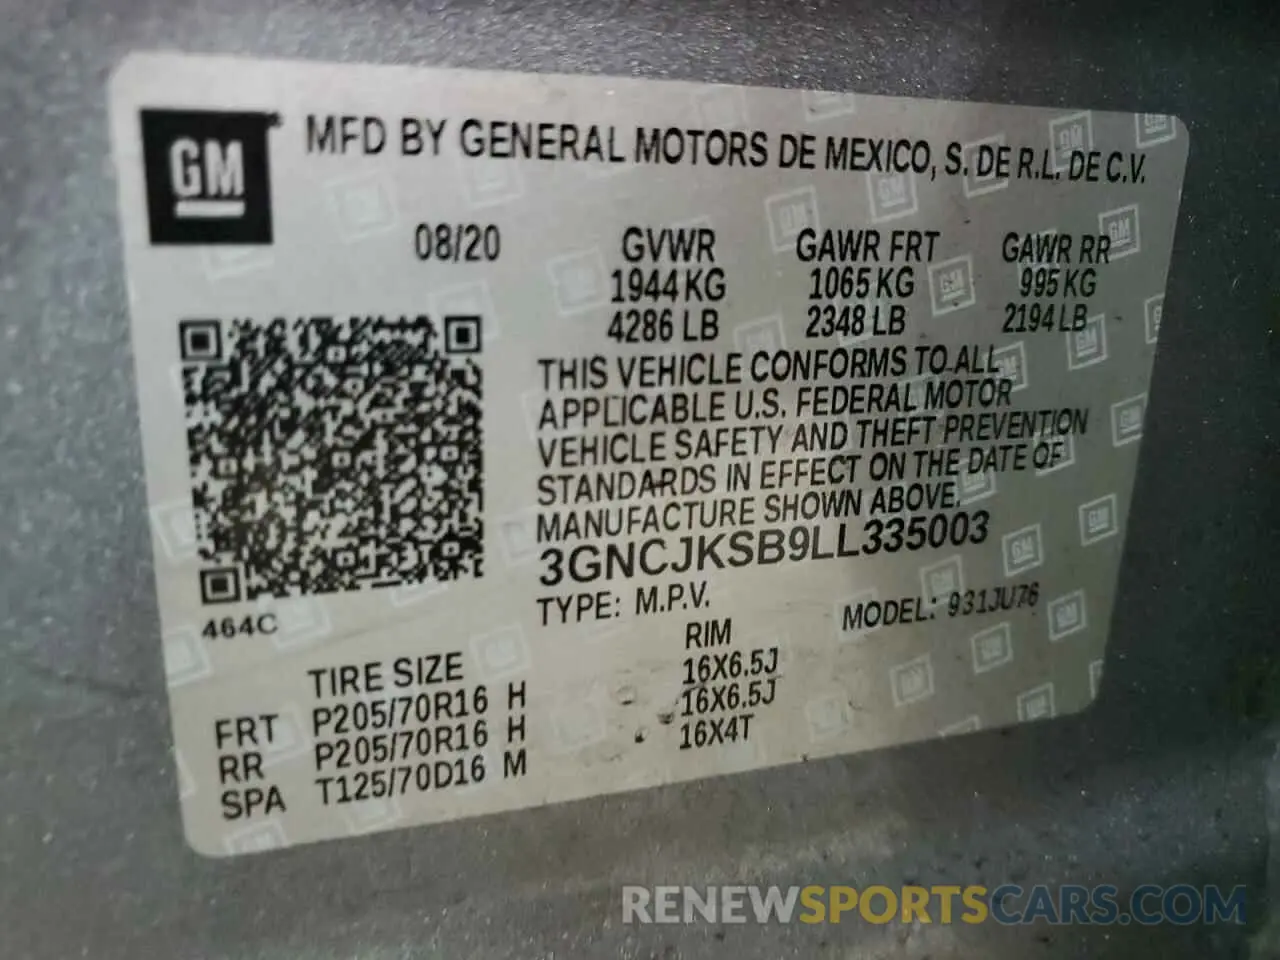 GM
MFD BY GENERAL MOTORS DE MEXICO, S. DE R.L. DE C.V.
08/20 GVWR GAWR FRT GAWR RR
1944 KG 1065 KG 995 KG
4286 LB 2348 LB 2194 LB
THIS VEHICLE CONFORMS TO ALL
APPLICABLE U.S. FEDERAL MOTOR
VEHICLE SAFETY AND THEFT PREVENTION
STANDARDS IN EFFECT ON THE DATE OF
MANUFACTURE SHOWN ABOVE.
3GNCJKSB9LL335003
TYPE: M.P.V. MODEL: 931JU76
464C
TIRE SIZE RIM
FRT P205/70R16 H 16X6.5J
RR P205/70R16 H 16X6.5J
SPA T125/70D16 M 16X4T
RENEWSPORTSCARS.COM